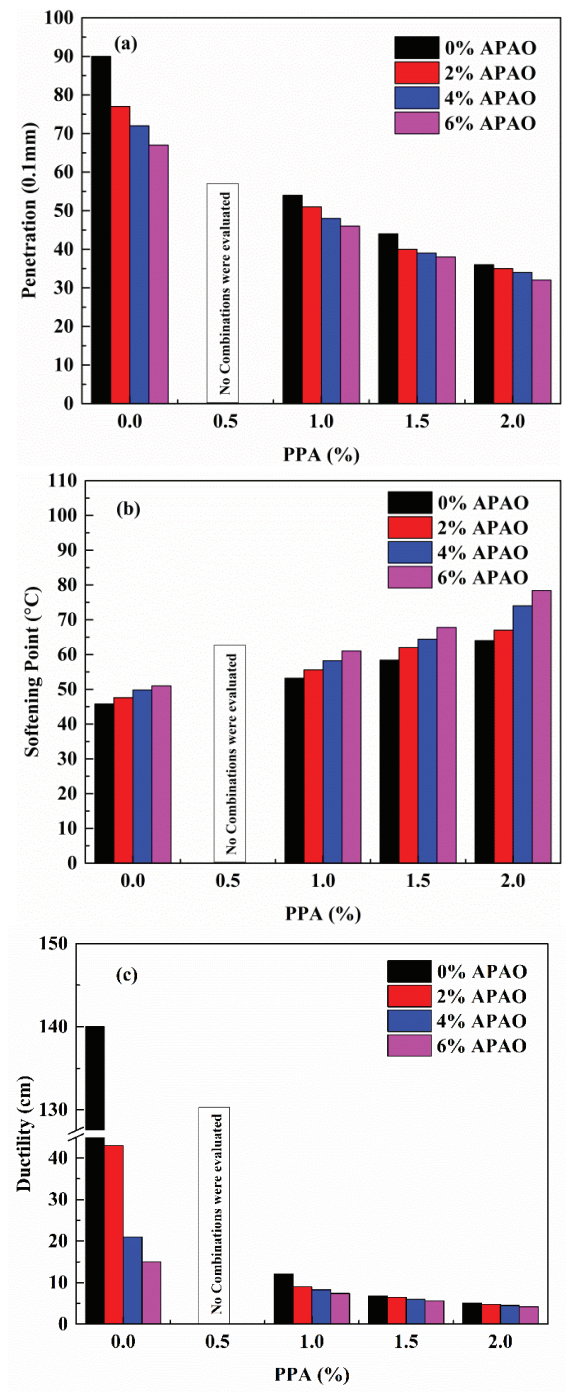 (a)
0% APAO
2% APAO
4% APAO
6% APAO
Penetration (0.1mm)
100
90
80
70
60
50
40
30
20
10
0
No Combinations were evaluated
0.0 0.5 1.0 1.5 2.0
PPA (%)
(b)
0% APAO
2% APAO
4% APAO
6% APAO
Softening Point (°C)
110
100
90
80
70
60
50
40
30
20
10
0
No Combinations were evaluated
0.0 0.5 1.0 1.5 2.0
PPA (%)
(c)
0% APAO
2% APAO
4% APAO
6% APAO
Ductility (cm)
150
140
130
40
30
20
10
0
No Combinations were evaluated
0.0 0.5 1.0 1.5 2.0
PPA (%)